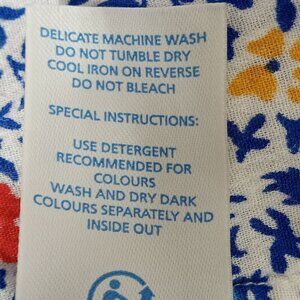 DELICATE MACHINE WASH
DO NOT TUMBLE DRY
COOL IRON ON REVERSE
DO NOT BLEACH
SPECIAL INSTRUCTIONS:
USE DETERGENT
RECOMMENDED FOR
COLOURS
WASH AND DRY DARK
COLOURS SEPARATELY AND
INSIDE OUT